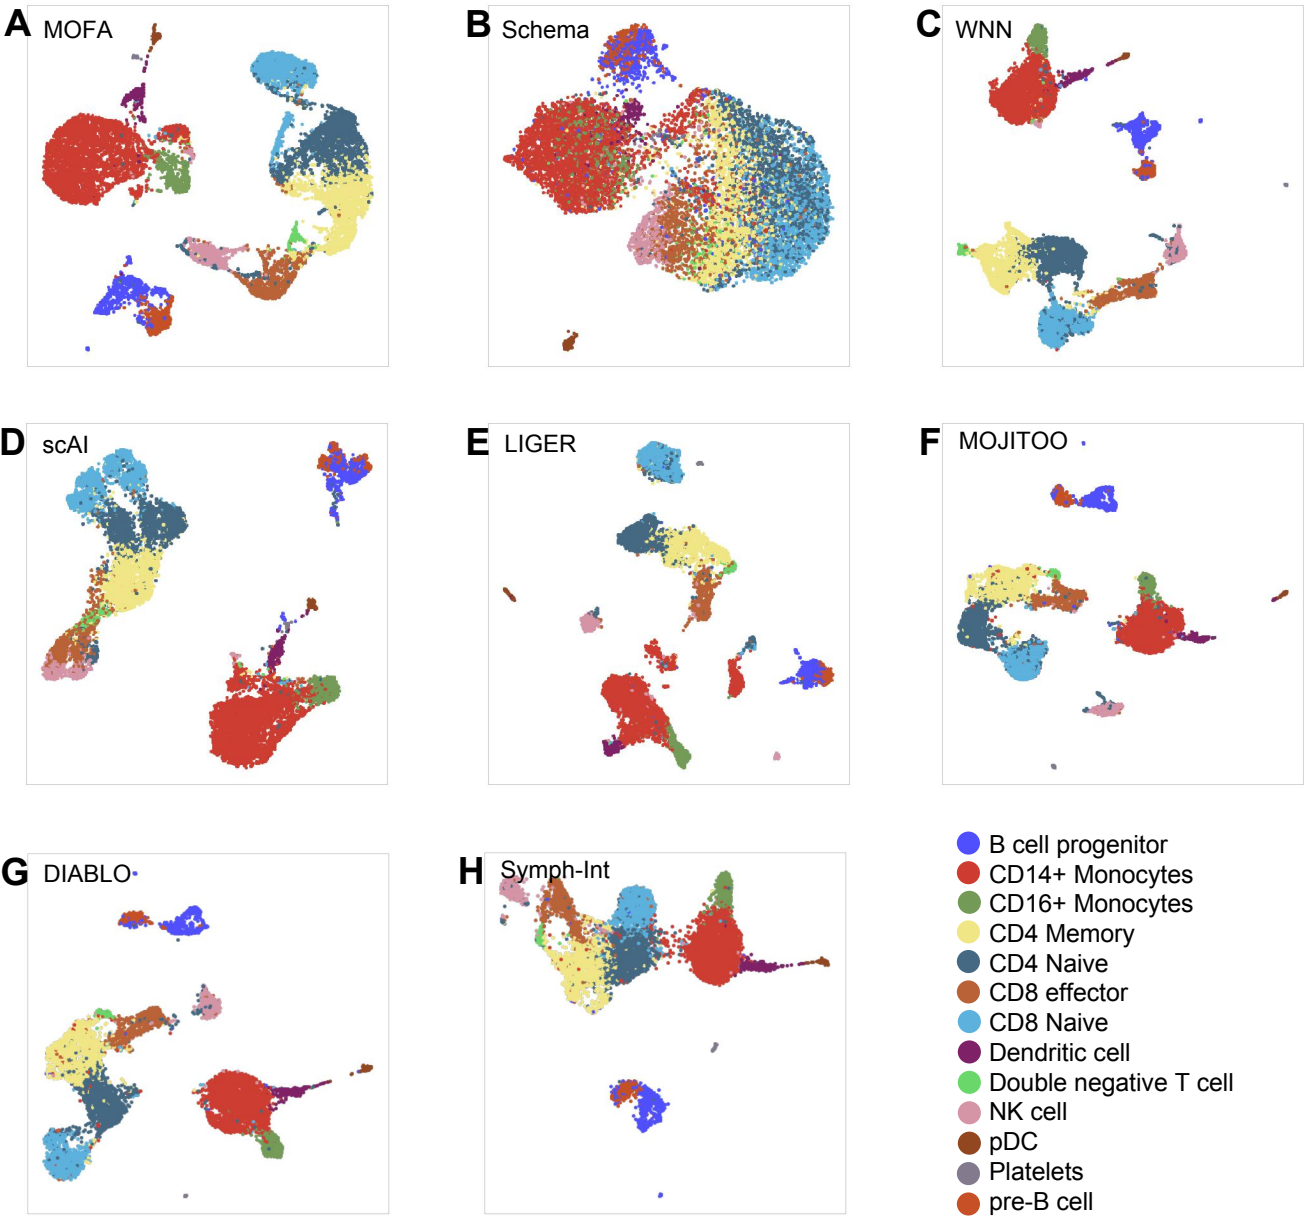 A MOFA
B Schema
C WNN
D scAI
E LIGER
F MOJITOO
G DIABLO
H Symph-Int
B cell progenitor
CD14+ Monocytes
CD16+ Monocytes
CD4 Memory
CD4 Naive
CD8 effector
CD8 Naive
Dendritic cell
Double negative T cell
NK cell
pDC
Platelets
pre-B cell